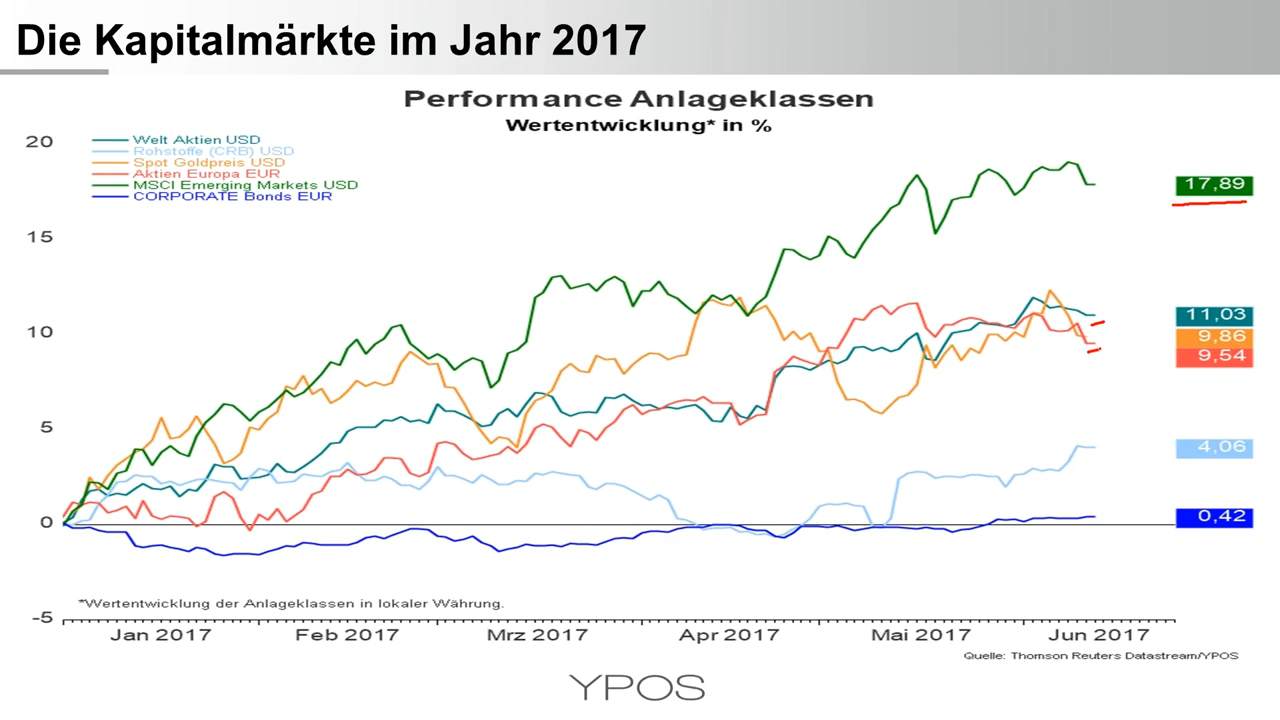 Die Kapitalmärkte im Jahr 2017
Performance Anlageklassen
Wertentwicklung* in %
Welt Aktien USD
Rohstoffe (CRB) USD
Spot Goldpreis USD
Aktien Europa EUR
MSCI Emerging Markets USD
CORPORATE Bonds EUR
20
15
10
5
0
-5
17,89
11,03
9,86
9,54
4,06
0,42
*Wertentwicklung der Anlageklassen in lokaler Währung.
Jan 2017 Feb 2017 Mrz 2017 Apr 2017 Mai 2017 Jun 2017
Quelle: Thomson Reuters Datastream/YPOS
YPOS